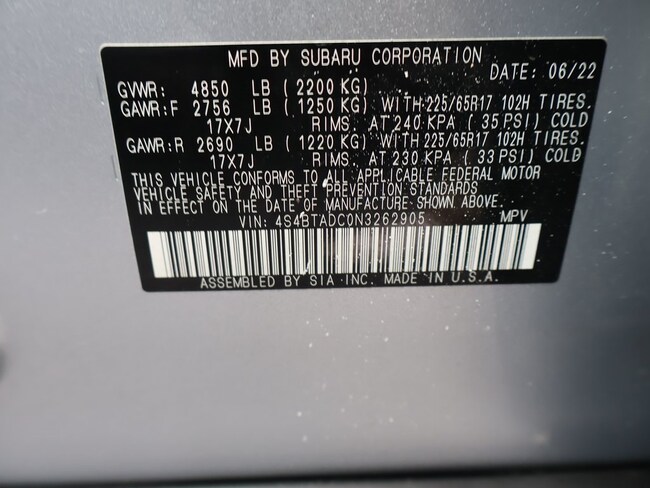 MFD BY SUBARU CORPORATION
DATE: 06/22
GVWR: 4850 LB (2200 KG)
GAWR:F 2756 LB (1250 KG) WITH 225/65R17 102H TIRES.
17X7J RIMS. AT 240 KPA (35 PSI) COLD
GAWR:R 2690 LB (1220 KG) WITH 225/65R17 102H TIRES.
17X7J RIMS. AT 230 KPA (33 PSI) COLD
THIS VEHICLE CONFORMS TO ALL APPLICABLE FEDERAL MOTOR
VEHICLE SAFETY AND THEFT PREVENTION STANDARDS
IN EFFECT ON THE DATE OF MANUFACTURE SHOWN ABOVE.
VIN: 4S4BTADC0N3262905 MPV
ASSEMBLED BY SIA INC. MADE IN U.S.A.